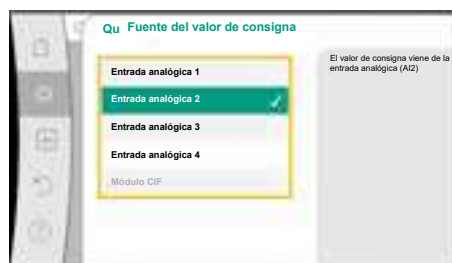 Qu Fuente del valor de consigna
Entrada analógica 1
Entrada analógica 2
Entrada analógica 3
Entrada analógica 4
Módulo CIF
El valor de consigna viene de la
entrada analógica (AI2)